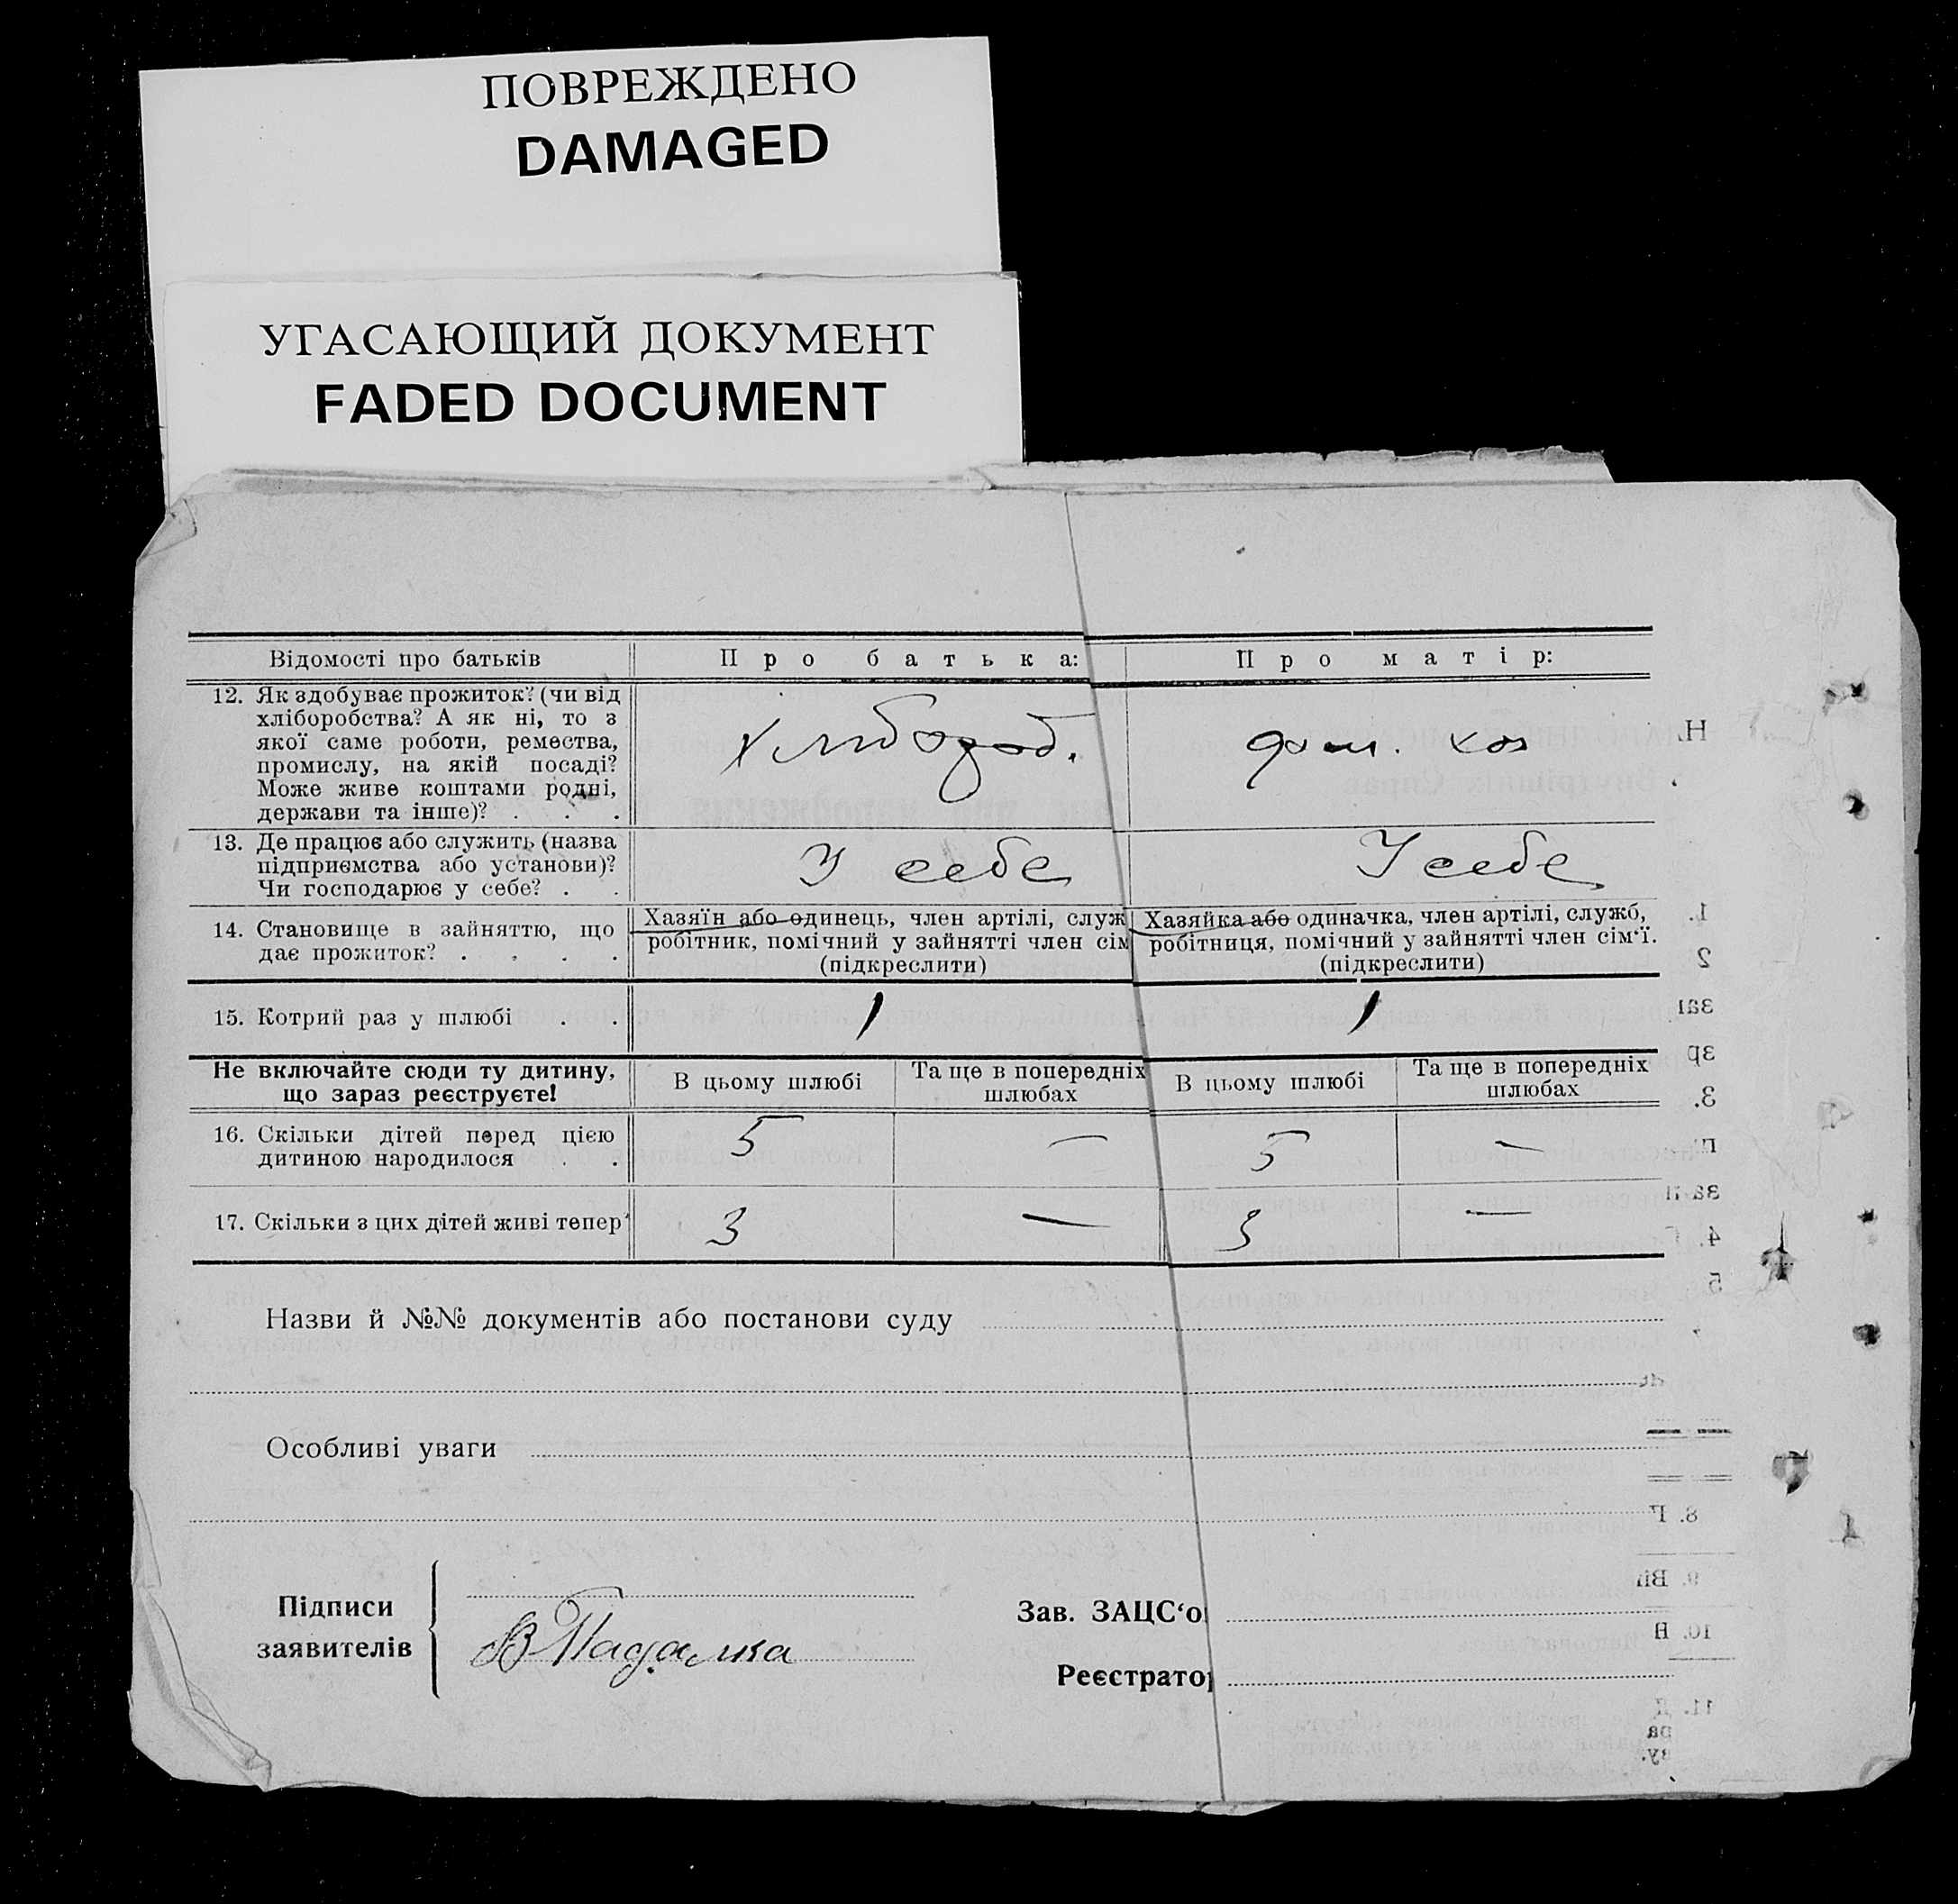 ПОВРЕЖДЕНО
DAMAGED
УГАСАЮЩИЙ ДОКУМЕНТ
FADED DOCUMENT
Відомості про батьків
Про батька:
Про матір:
12. Як здобуває прожиток? (чи від
хліборобства? А як ні, то з
якої саме роботи, ремества,
промислу, на якій посаді?
Може живе коштами родні,
держави та інше)? . . .
хлибороб.
дом. хоз
13. Де працює або служить (назва
підприємства або установи)?
Чи господарює у себе? . .
У себе
У себе
14. Становище в зайняттю, що
дає прожиток? . . . .
Хазяїн або одинець, член артілі, служ
робітник, помічний у зайнятті член сім
(підкреслити)
Хазяйка або одиначка, член артілі, служб,
робітниця, помічний у зайнятті член сім‘ї.
(підкреслити)
15. Котрий раз у шлюбі . .
1
1
Не включайте сюди ту дитину,
що зараз реєструєте!
В цьому шлюбі
Та ще в попередніх
шлюбах
В цьому шлюбі
Та ще в попередніх
шлюбах
16. Скільки дітей перед цією
дитиною народилося . .
5
—
5
—
17. Скільки з цих дітей живі тепер
3
—
3
—
Назви й №№ документів або постанови суду
Особливі уваги
Підписи
заявителів
Зав. ЗАЦС‘о
Реєстратор